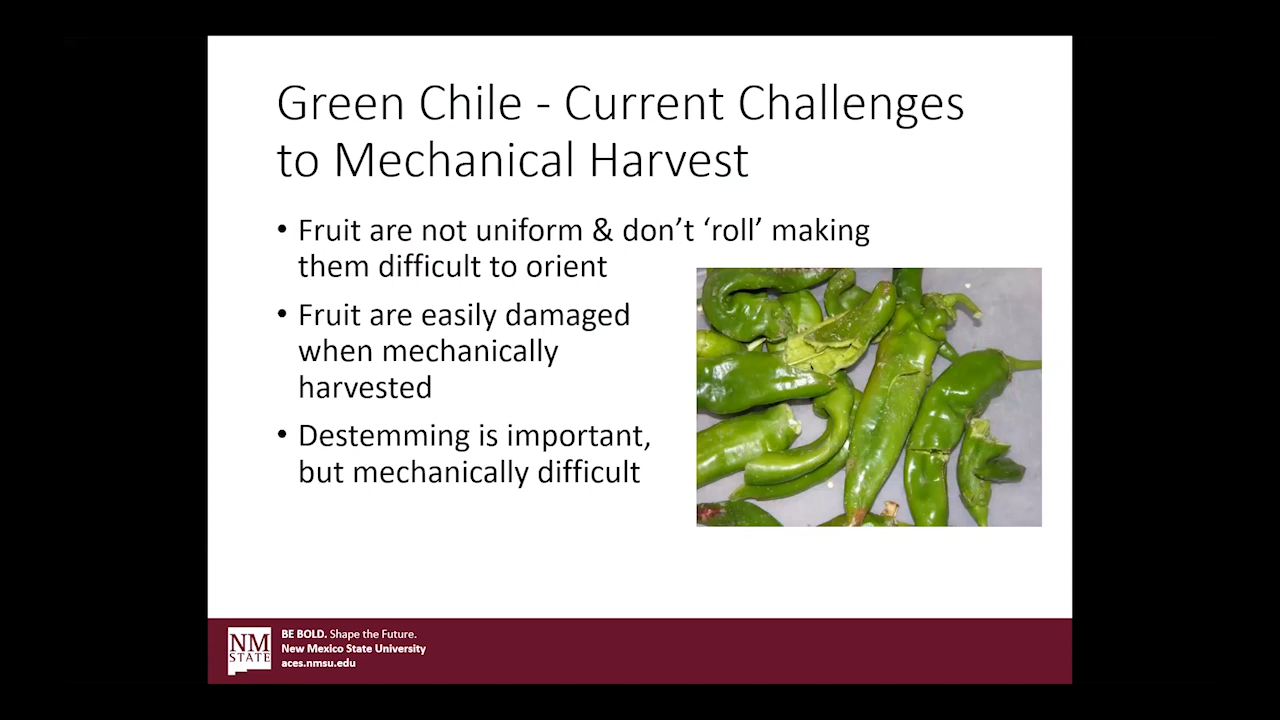 Green Chile - Current Challenges
to Mechanical Harvest
• Fruit are not uniform & don’t ‘roll’ making
them difficult to orient
• Fruit are easily damaged
when mechanically
harvested
• Destemming is important,
but mechanically difficult
NM
STATE
BE BOLD. Shape the Future.
New Mexico State University
aces.nmsu.edu